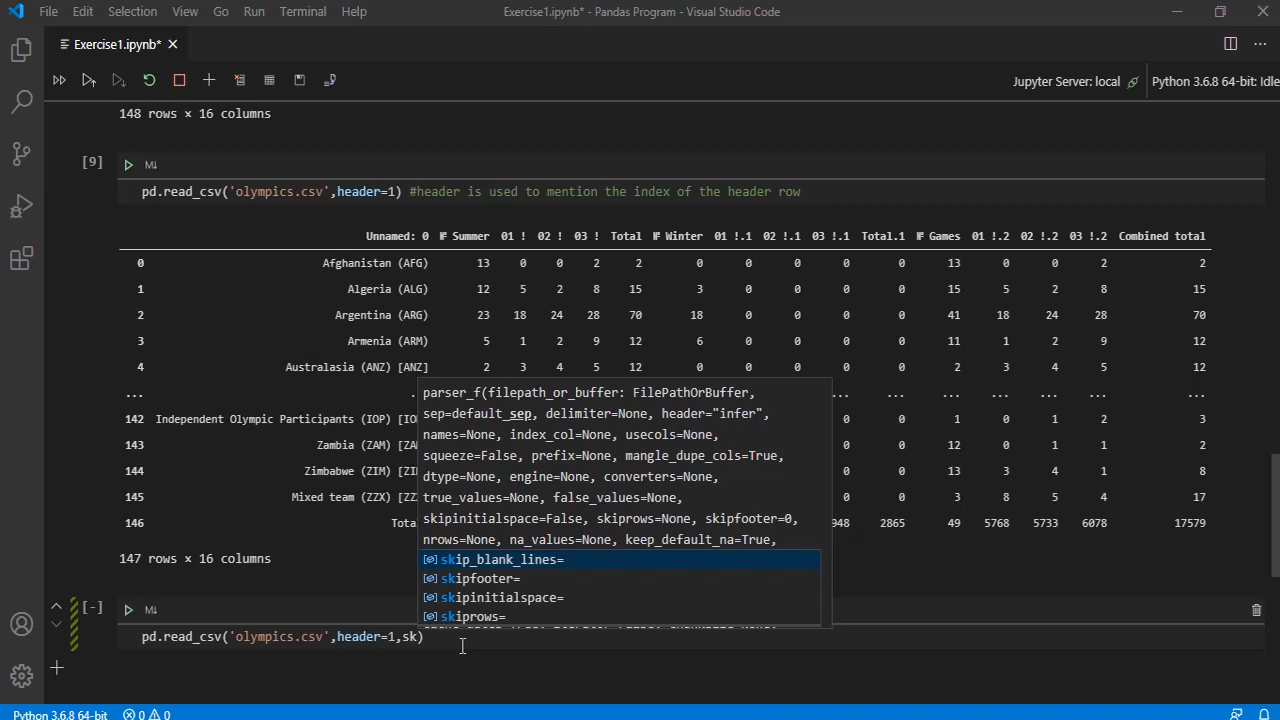 File Edit Selection View Go Run Terminal Help Exercise1.ipynb* - Pandas Program - Visual Studio Code
Exercise1.ipynb*
Jupyter Server: local Python 3.6.8 64-bit: Idle
148 rows × 16 columns
[9] M↓
pd.read_csv('olympics.csv',header=1) #header is used to mention the index of the header row
Unnamed: 0 № Summer 01 ! 02 ! 03 ! Total № Winter 01 !.1 02 !.1 03 !.1 Total.1 № Games 01 !.2 02 !.2 03 !.2 Combined total
0 Afghanistan (AFG) 13 0 0 2 2 0 0 0 0 0 13 0 0 2 2
1 Algeria (ALG) 12 5 2 8 15 3 0 0 0 0 15 5 2 8 15
2 Argentina (ARG) 23 18 24 28 70 18 0 0 0 0 41 18 24 28 70
3 Armenia (ARM) 5 1 2 9 12 6 0 0 0 0 11 1 2 9 12
4 Australasia (ANZ) [ANZ] 2 3 4 5 12 0 0 0 0 0 2 3 4 5 12
... ... ... ... ... ... ...
142 Independent Olympic Participants (IOP) [IO 0 0 1 0 1 2 3
143 Zambia (ZAM) [ZA 0 0 12 0 1 1 2
144 Zimbabwe (ZIM) [ZI 0 0 13 3 4 1 8
145 Mixed team (ZZX) [ZZ 0 0 3 8 5 4 17
146 Tota 948 2865 49 5768 5733 6078 17579
parser_f(filepath_or_buffer: FilePathOrBuffer,
sep=default_sep, delimiter=None, header="infer",
names=None, index_col=None, usecols=None,
squeeze=False, prefix=None, mangle_dupe_cols=True,
dtype=None, engine=None, converters=None,
true_values=None, false_values=None,
skipinitialspace=False, skiprows=None, skipfooter=0,
nrows=None, na_values=None, keep_default_na=True,
skip_blank_lines=
skipfooter=
skipinitialspace=
skiprows=
147 rows × 16 columns
[-] M↓
pd.read_csv('olympics.csv',header=1,sk)
Python 3.6.8 64-bit 0 0